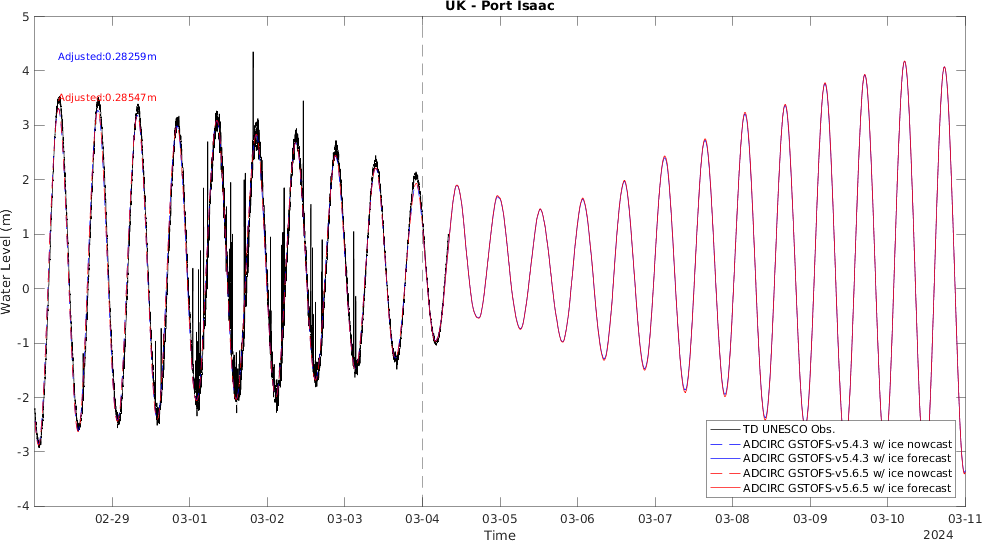 UK - Port Isaac
5
4
3
2
1
0
-1
-2
-3
-4
Water Level (m)
Adjusted:0.28259m
Adjusted:0.28547m
TD UNESCO Obs.
ADCIRC GSTOFS-v5.4.3 w/ ice nowcast
ADCIRC GSTOFS-v5.4.3 w/ ice forecast
ADCIRC GSTOFS-v5.6.5 w/ ice nowcast
ADCIRC GSTOFS-v5.6.5 w/ ice forecast
02-29 03-01 03-02 03-03 03-04 03-05 03-06 03-07 03-08 03-09 03-10 03-11
Time
2024